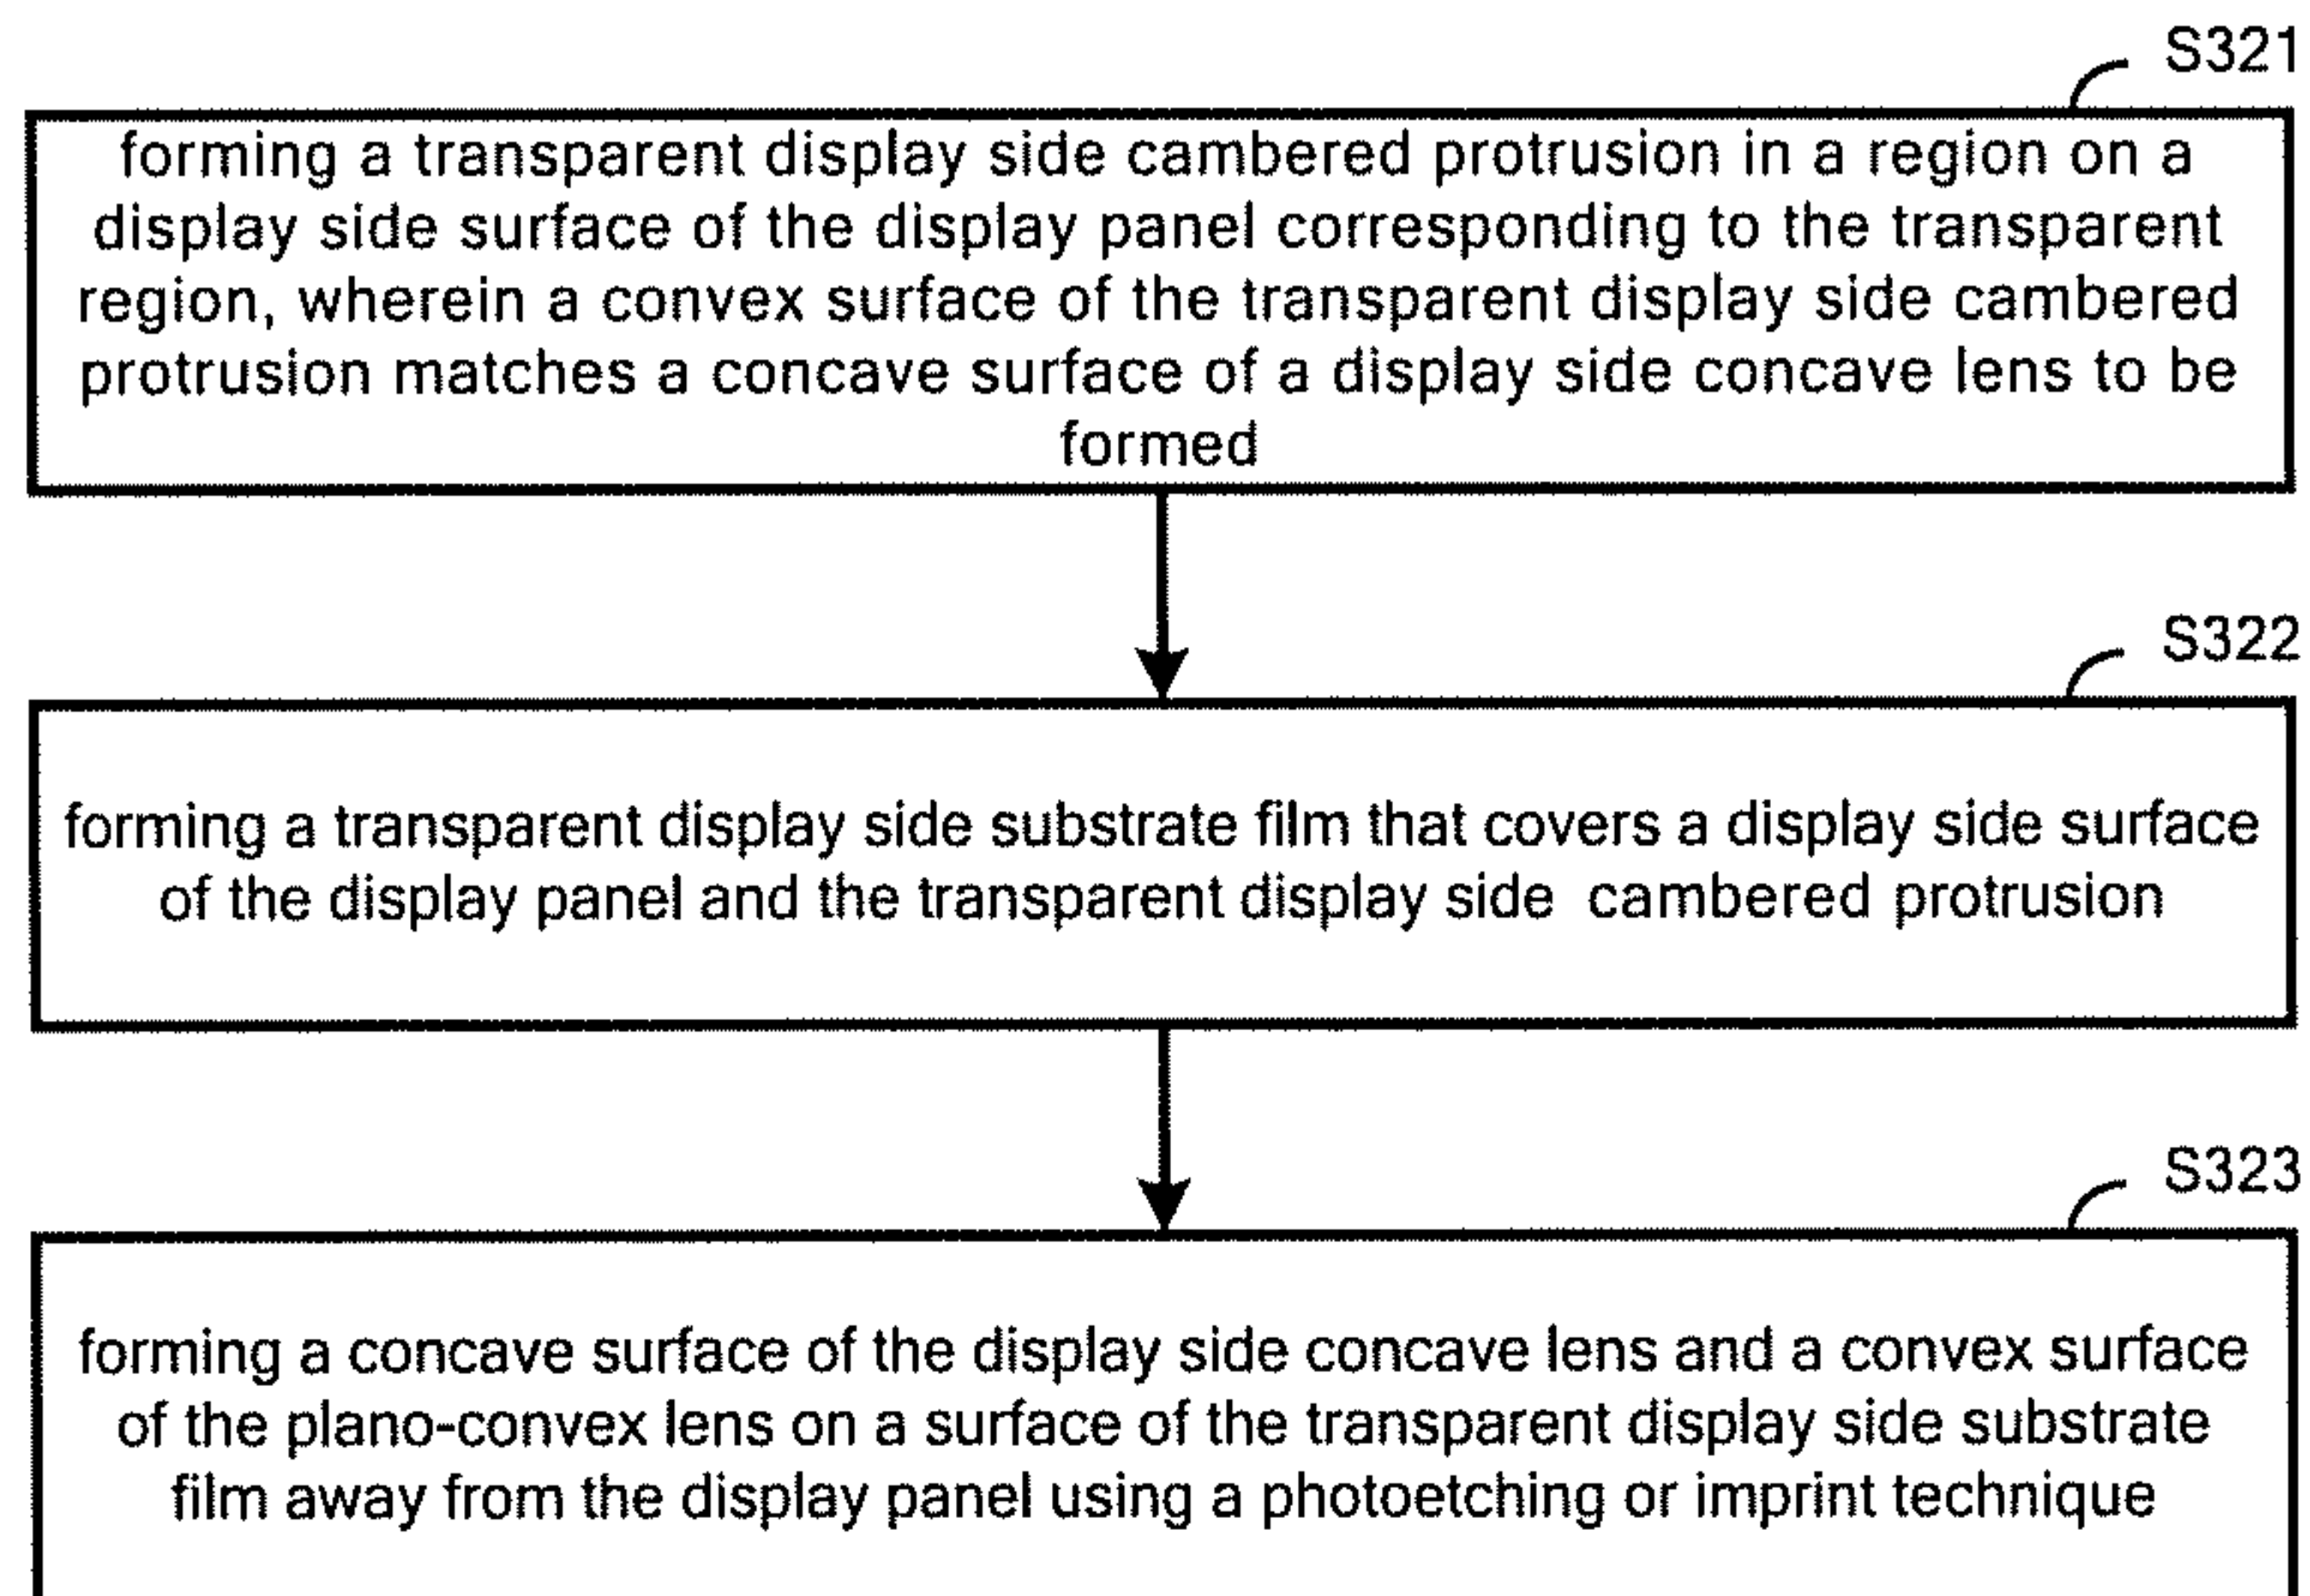 S321
forming a transparent display side cambered protrusion in a region on a
display side surface of the display panel corresponding to the transparent
region, wherein a convex surface of the transparent display side cambered
protrusion matches a concave surface of a display side concave lens to be
formed
S322
forming a transparent display side substrate film that covers a display side surface
of the display panel and the transparent display side cambered protrusion
S323
forming a concave surface of the display side concave lens and a convex surface
of the plano-convex lens on a surface of the transparent display side substrate
film away from the display panel using a photoetching or imprint technique